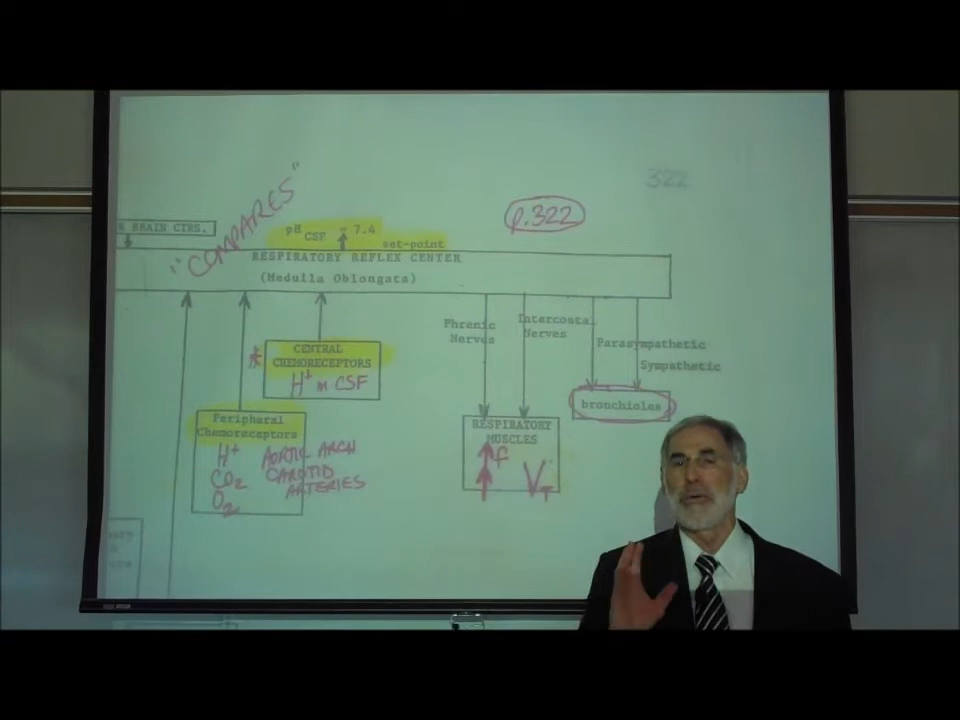 322
p.322
"COMPARES"
R BRAIN CTRS.
pH CSF = 7.4
set-point
RESPIRATORY REFLEX CENTER
(Medulla Oblongata)
Phrenic
Nerves
Intercostal
Nerves
Parasympathetic
Sympathetic
* CENTRAL
CHEMORECEPTORS
H+ in CSF
bronchioles
Peripheral
Chemoreceptors
H+ AORTIC ARCH
CO2 CAROTID
ARTERIES
O2
RESPIRATORY
MUSCLES
f
VT